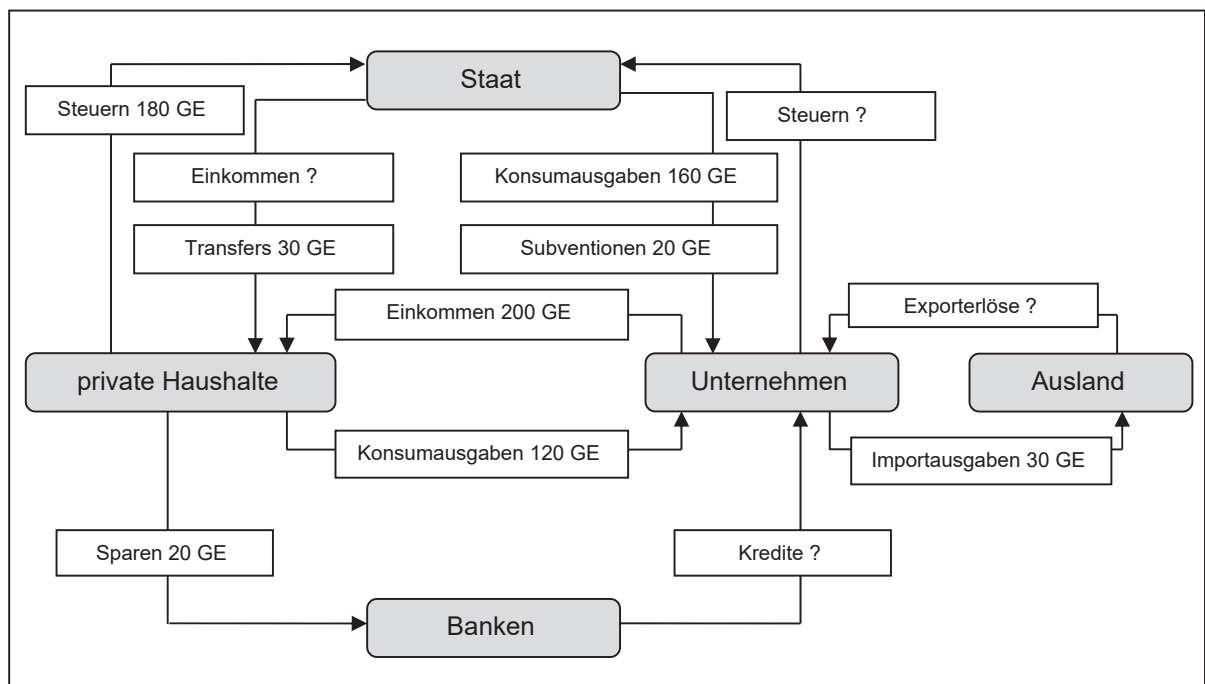 Staat
Steuern 180 GE
Steuern ?
Einkommen ?
Konsumausgaben 160 GE
Transfers 30 GE
Subventionen 20 GE
Einkommen 200 GE
Exporterlöse ?
private Haushalte
Unternehmen
Ausland
Konsumausgaben 120 GE
Importausgaben 30 GE
Sparen 20 GE
Kredite ?
Banken